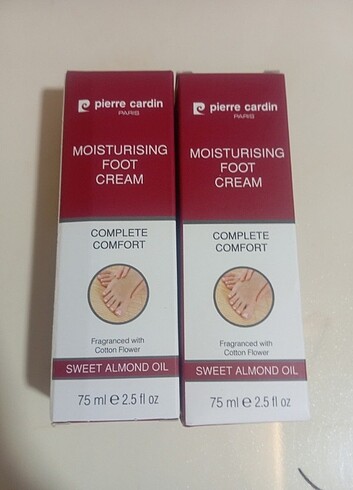 pierre cardin
PARIS
MOISTURISING
FOOT
CREAM
COMPLETE
COMFORT
Fragranced with
Cotton Flower
SWEET ALMOND OIL
75 ml e 2.5 fl oz
pierre cardin
PARIS
MOISTURISING
FOOT
CREAM
COMPLETE
COMFORT
Fragranced with
Cotton Flower
SWEET ALMOND OIL
75 ml e 2.5 fl oz